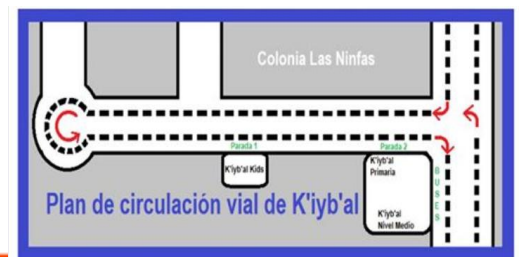 Colonia Las Ninfas
Parada 1
Parada 2
K'iyb'al Kids
K'iyb'al
Primaria
K'iyb'al
Nivel Medio
BUSES
Plan de circulación vial de K'iyb'al